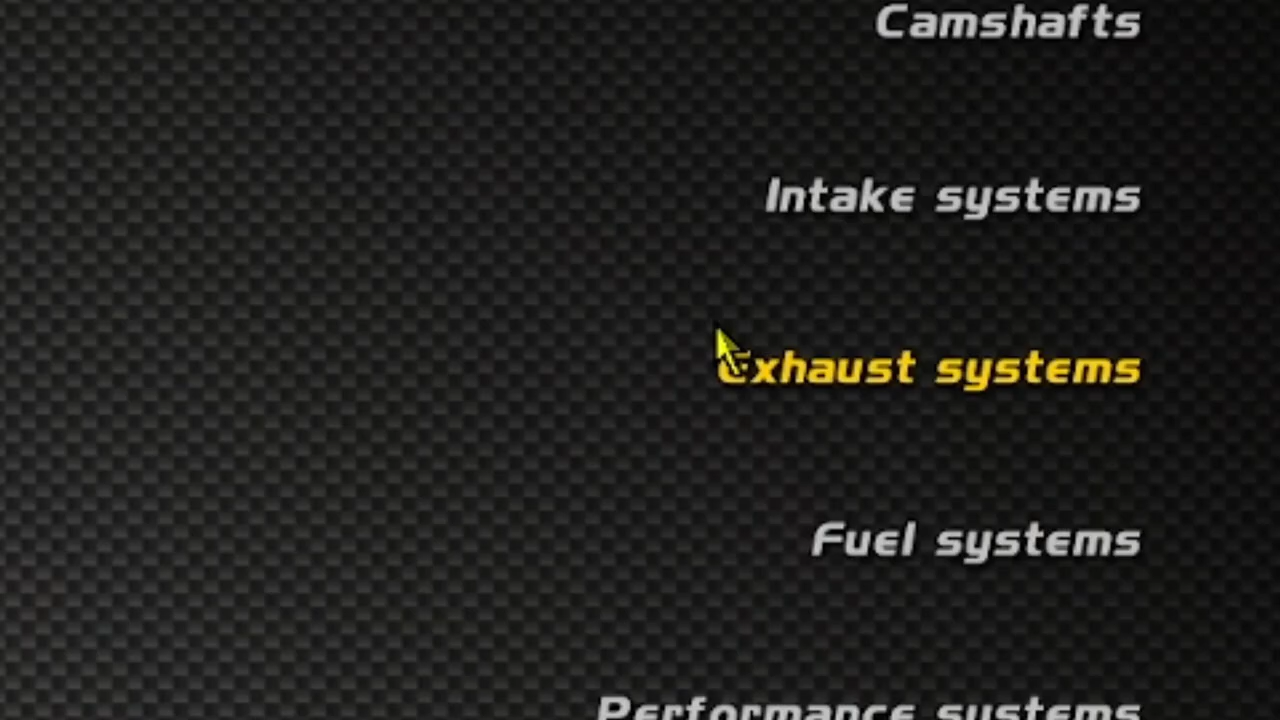 Camshafts
Intake systems
Exhaust systems
Fuel systems
Performance systems